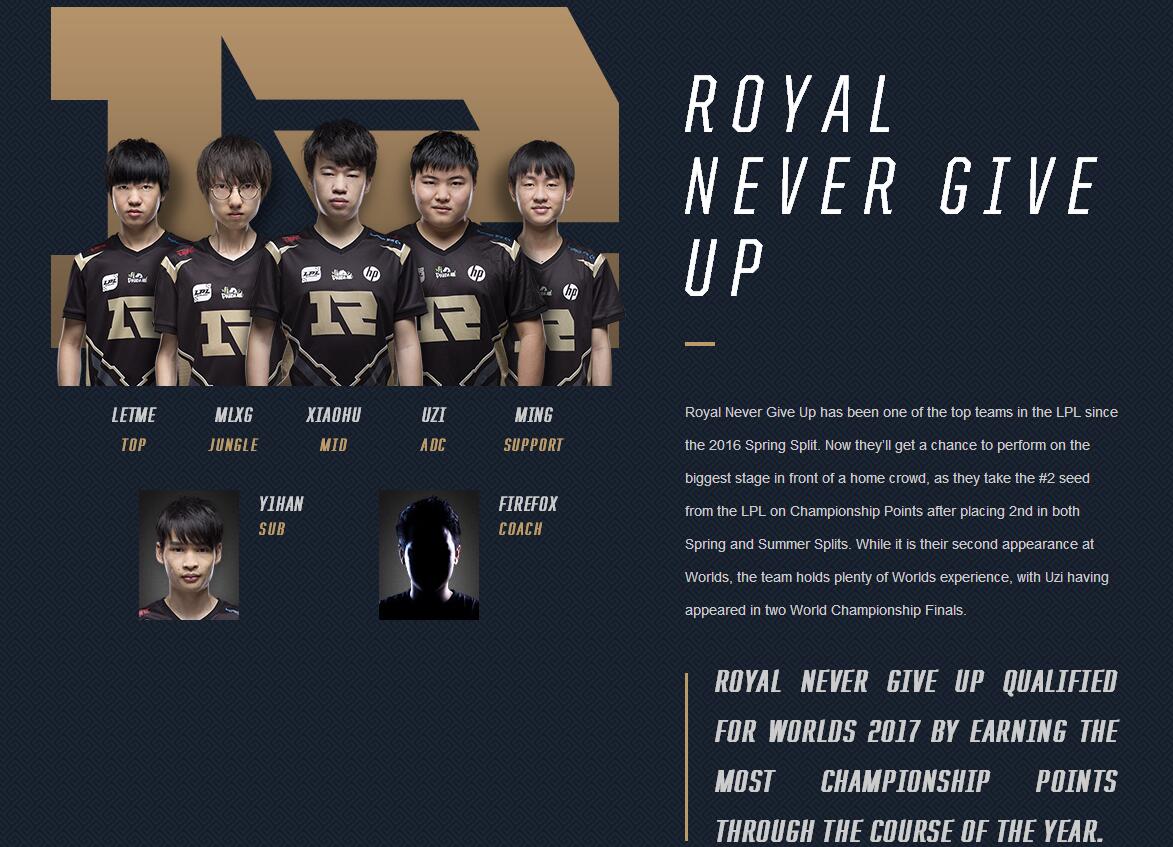 ROYAL
NEVER GIVE
UP
LETME
TOP
MLXG
JUNGLE
XIAOHU
MID
UZI
ADC
MING
SUPPORT
Y1HAN
SUB
FIREFOX
COACH
Royal Never Give Up has been one of the top teams in the LPL since
the 2016 Spring Split. Now they'll get a chance to perform on the
biggest stage in front of a home crowd, as they take the #2 seed
from the LPL on Championship Points after placing 2nd in both
Spring and Summer Splits. While it is their second appearance at
Worlds, the team holds plenty of Worlds experience, with Uzi having
appeared in two World Championship Finals.
ROYAL NEVER GIVE UP QUALIFIED
FOR WORLDS 2017 BY EARNING THE
MOST CHAMPIONSHIP POINTS
THROUGH THE COURSE OF THE YEAR.
LPL
hp
LPL
LPL
hp
hp